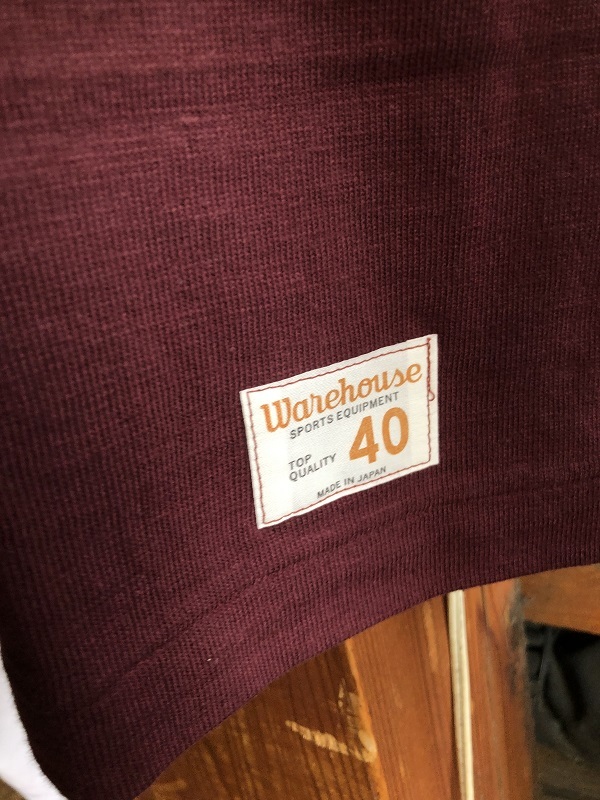 Warehouse
SPORTS EQUIPMENT
TOP
QUALITY
40
MADE IN JAPAN